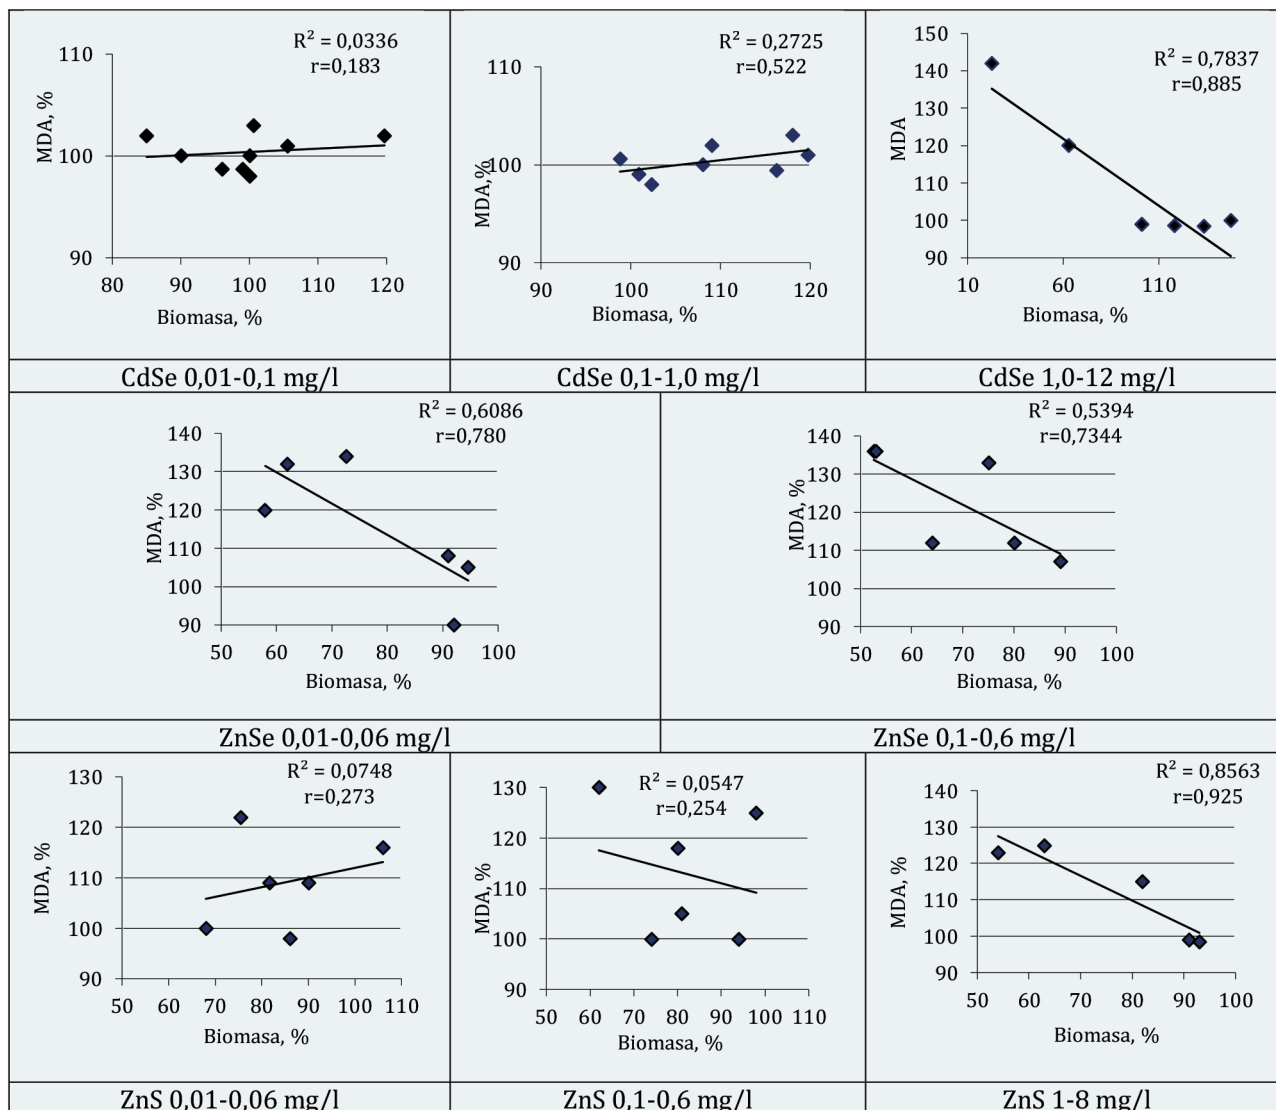 R² = 0,0336
r=0,183
MDA, %
110
100
90
80 90 100 110 120
Biomasa, %
R² = 0,2725
r=0,522
MDA,%
110
100
90
90 100 110 120
Biomasa, %
R² = 0,7837
r=0,885
MDA
150
140
130
120
110
100
90
10 60 110
Biomasa, %
CdSe 0,01-0,1 mg/l
CdSe 0,1-1,0 mg/l
CdSe 1,0-12 mg/l
R² = 0,6086
r=0,780
MDA, %
140
130
120
110
100
90
50 60 70 80 90 100
Biomasa, %
R² = 0,5394
r=0,7344
MDA, %
140
130
120
110
100
90
50 60 70 80 90 100
Biomasa, %
ZnSe 0,01-0,06 mg/l
ZnSe 0,1-0,6 mg/l
R² = 0,0748
r=0,273
MDA, %
130
120
110
100
90
50 60 70 80 90 100 110
Biomasa, %
R² = 0,0547
r=0,254
MDA, %
130
120
110
100
90
50 60 70 80 90 100 110
Biomasa, %
R² = 0,8563
r=0,925
MDA, %
140
130
120
110
100
90
50 60 70 80 90 100
Biomasa, %
ZnS 0,01-0,06 mg/l
ZnS 0,1-0,6 mg/l
ZnS 1-8 mg/l